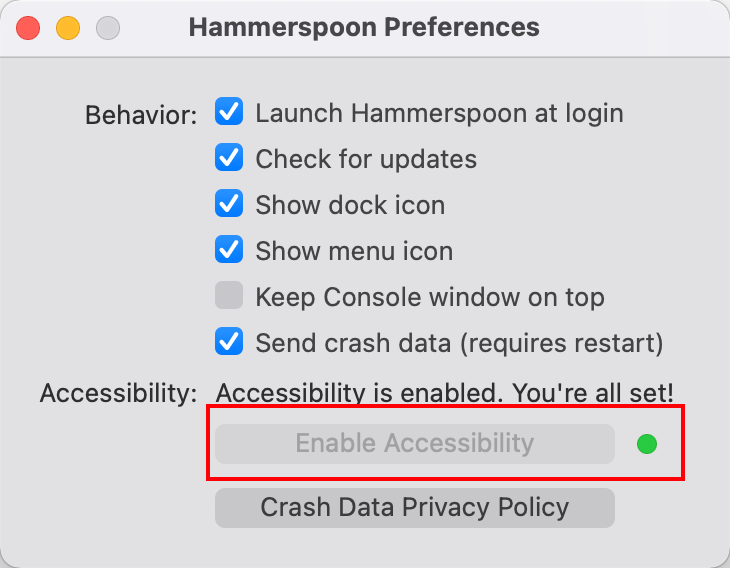 Hammerspoon Preferences
Behavior: Launch Hammerspoon at login
Check for updates
Show dock icon
Show menu icon
Keep Console window on top
Send crash data (requires restart)
Accessibility: Accessibility is enabled. You're all set!
Enable Accessibility
Crash Data Privacy Policy